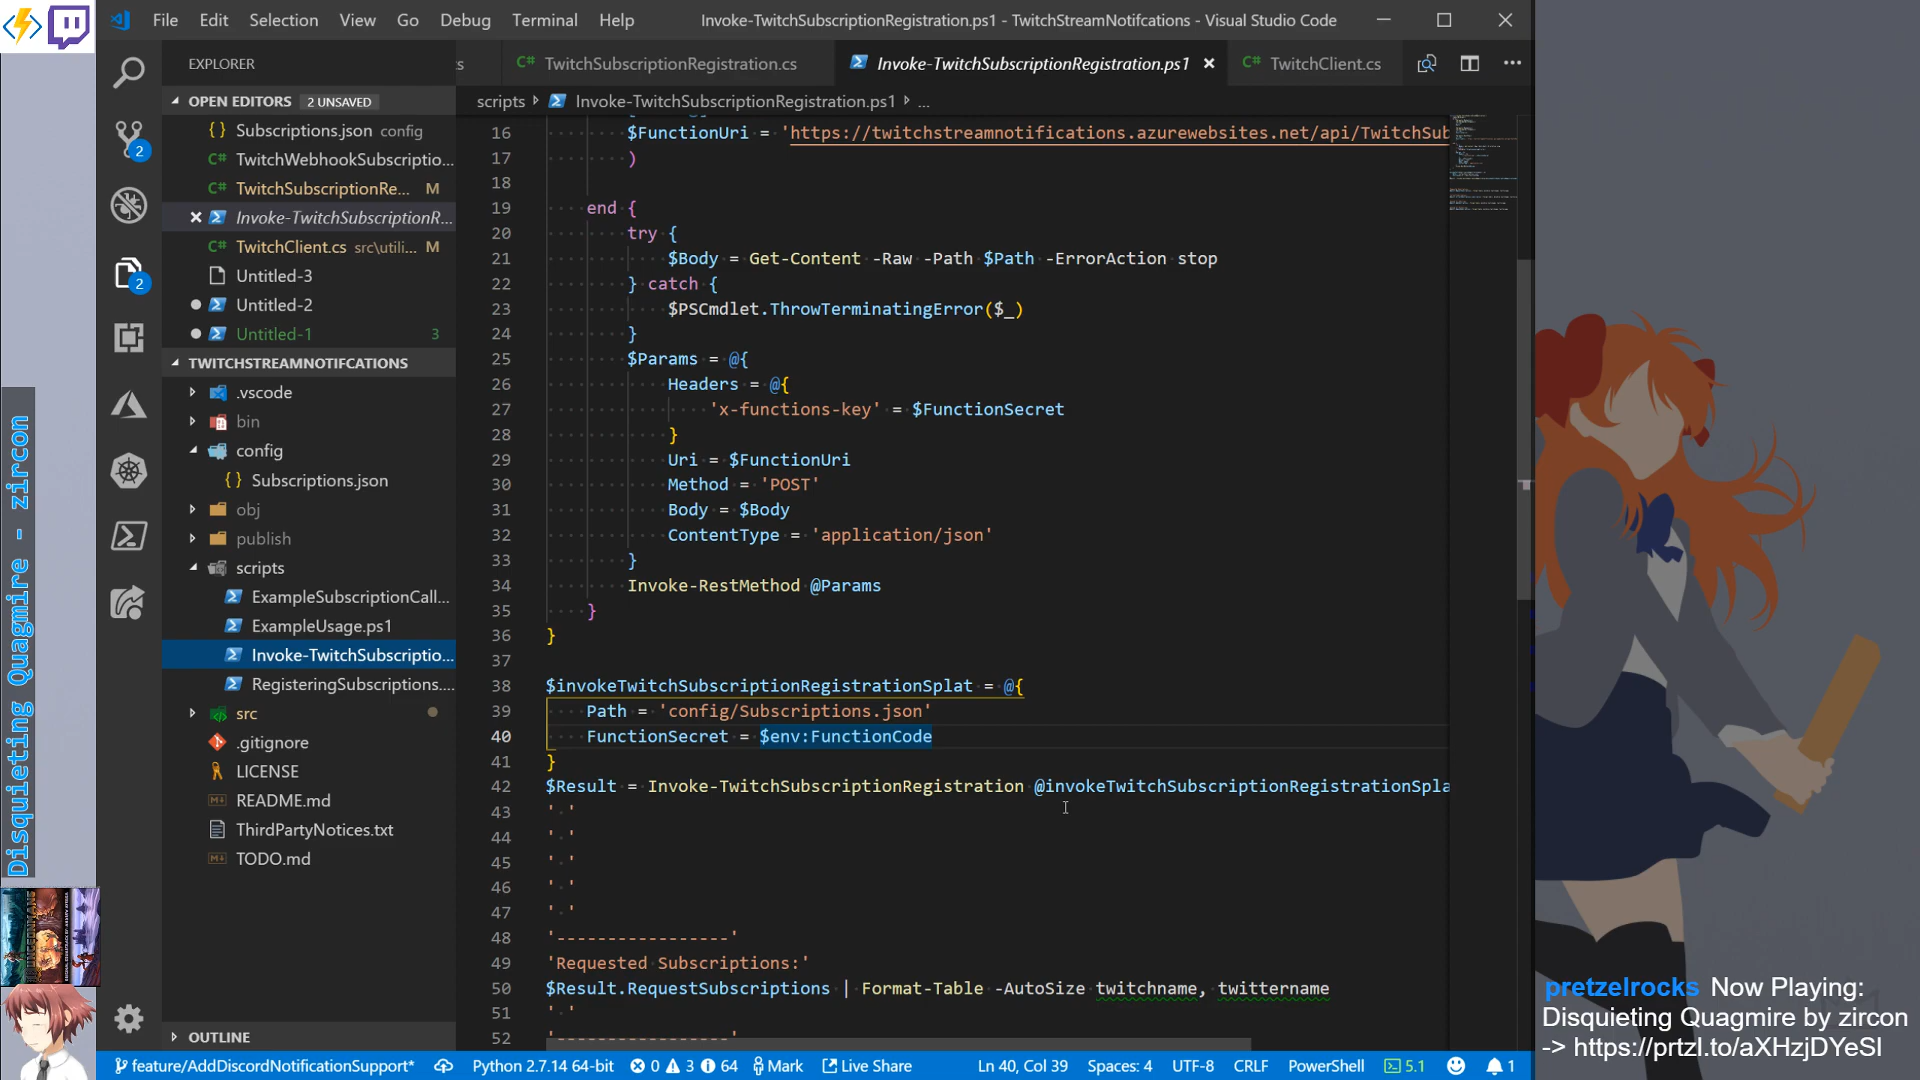 File Edit Selection View Go Debug Terminal Help
Invoke-TwitchSubscriptionRegistration.ps1 - TwitchStreamNotifcations - Visual Studio Code
EXPLORER
OPEN EDITORS 2 UNSAVED
{} Subscriptions.json config
C# TwitchWebhookSubscriptio...
C# TwitchSubscriptionRe... M
Invoke-TwitchSubscriptionR...
C# TwitchClient.cs src\utili... M
Untitled-3
Untitled-2
Untitled-1 3
TWITCHSTREAMNOTIFCATIONS
.vscode
bin
config
{} Subscriptions.json
obj
publish
scripts
ExampleSubscriptionCall...
ExampleUsage.ps1
Invoke-TwitchSubscriptio...
RegisteringSubscriptions....
src
.gitignore
LICENSE
README.md
ThirdPartyNotices.txt
TODO.md
OUTLINE
2
2
s C# TwitchSubscriptionRegistration.cs Invoke-TwitchSubscriptionRegistration.ps1 C# TwitchClient.cs
scripts Invoke-TwitchSubscriptionRegistration.ps1 ...
16 $FunctionUri = 'https://twitchstreamnotifications.azurewebsites.net/api/TwitchSub
17 )
18
19 end {
20 try {
21 $Body = Get-Content -Raw -Path $Path -ErrorAction stop
22 } catch {
23 $PSCmdlet.ThrowTerminatingError($_)
24 }
25 $Params = @{
26 Headers = @{
27 'x-functions-key' = $FunctionSecret
28 }
29 Uri = $FunctionUri
30 Method = 'POST'
31 Body = $Body
32 ContentType = 'application/json'
33 }
34 Invoke-RestMethod @Params
35 }
36 }
37
38 $invokeTwitchSubscriptionRegistrationSplat = @{
39 Path = 'config/Subscriptions.json'
40 FunctionSecret = $env:FunctionCode
41 }
42 $Result = Invoke-TwitchSubscriptionRegistration @invokeTwitchSubscriptionRegistrationSpla
43 ' '
44 ' '
45 ' '
46 ' '
47 ' '
48 '-----------------'
49 'Requested Subscriptions:'
50 $Result.RequestSubscriptions | Format-Table -AutoSize twitchname, twittername
51 ' '
52 '-----------------'
feature/AddDiscordNotificationSupport* Python 2.7.14 64-bit 0 3 64 Mark Live Share Ln 40, Col 39 Spaces: 4 UTF-8 CRLF PowerShell 5.1 1
Disquieting Quagmire - zircon
pretzelrocks Now Playing:
Disquieting Quagmire by zircon
-> https://prtzl.to/aXHzjDYeSI